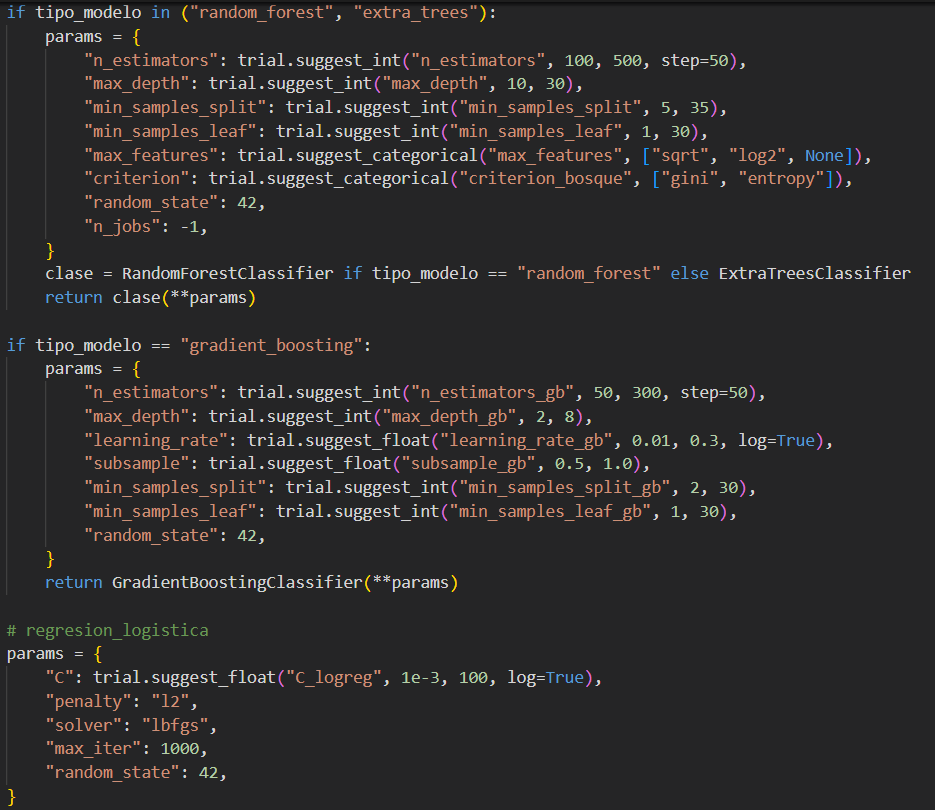 if tipo_modelo in ("random_forest", "extra_trees"):
    params = {
        "n_estimators": trial.suggest_int("n_estimators", 100, 500, step=50),
        "max_depth": trial.suggest_int("max_depth", 10, 30),
        "min_samples_split": trial.suggest_int("min_samples_split", 5, 35),
        "min_samples_leaf": trial.suggest_int("min_samples_leaf", 1, 30),
        "max_features": trial.suggest_categorical("max_features", ["sqrt", "log2", None]),
        "criterion": trial.suggest_categorical("criterion_bosque", ["gini", "entropy"]),
        "random_state": 42,
        "n_jobs": -1,
    }
    clase = RandomForestClassifier if tipo_modelo == "random_forest" else ExtraTreesClassifier
    return clase(**params)

if tipo_modelo == "gradient_boosting":
    params = {
        "n_estimators": trial.suggest_int("n_estimators_gb", 50, 300, step=50),
        "max_depth": trial.suggest_int("max_depth_gb", 2, 8),
        "learning_rate": trial.suggest_float("learning_rate_gb", 0.01, 0.3, log=True),
        "subsample": trial.suggest_float("subsample_gb", 0.5, 1.0),
        "min_samples_split": trial.suggest_int("min_samples_split_gb", 2, 30),
        "min_samples_leaf": trial.suggest_int("min_samples_leaf_gb", 1, 30),
        "random_state": 42,
    }
    return GradientBoostingClassifier(**params)

# regresion_logistica
params = {
    "C": trial.suggest_float("C_logreg", 1e-3, 100, log=True),
    "penalty": "l2",
    "solver": "lbfgs",
    "max_iter": 1000,
    "random_state": 42,
}